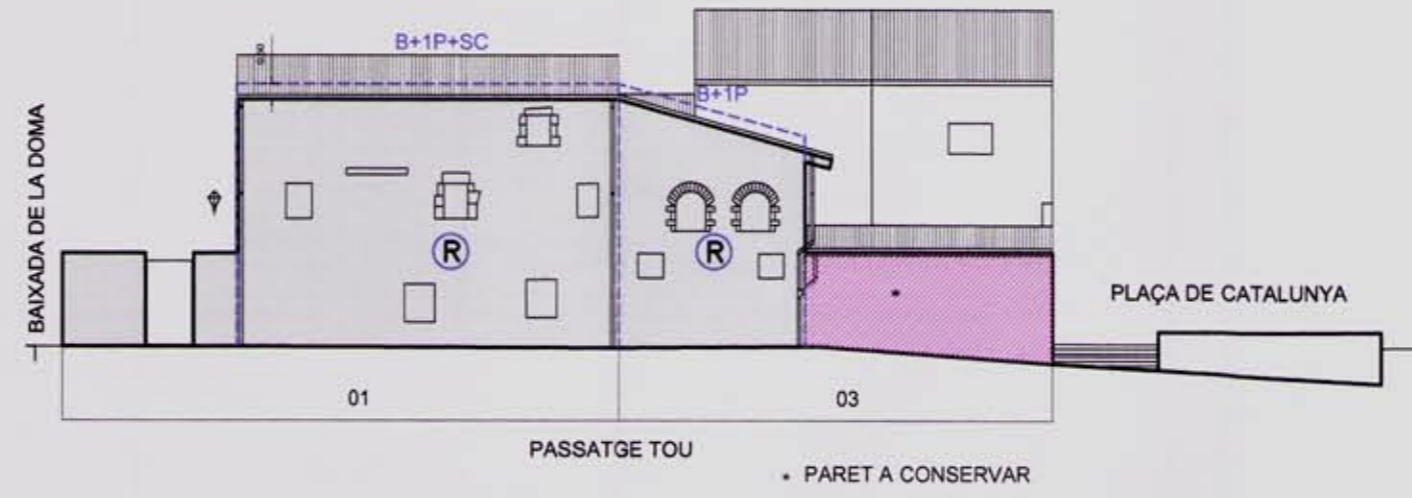 B+1P+SC
B+1P
BAIXADA DE LA DOMA
R
R
PLAÇA DE CATALUNYA
01
03
PASSATGE TOU
• PARET A CONSERVAR